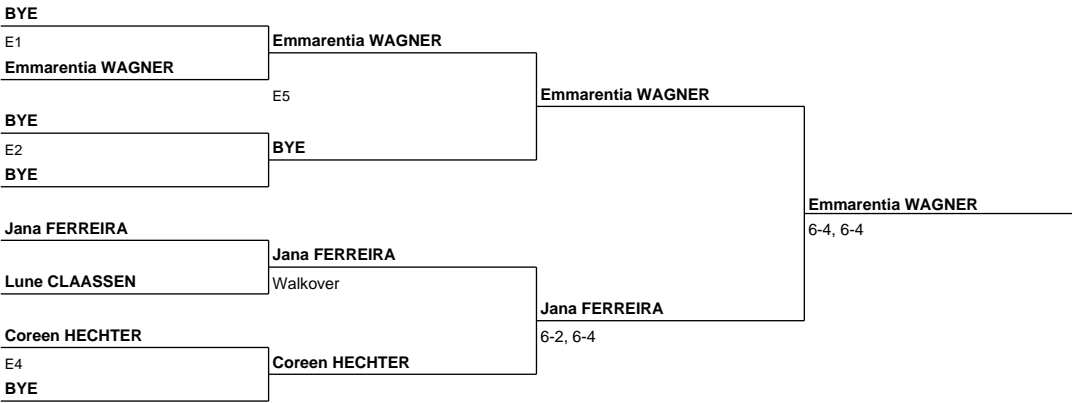 BYE
E1
Emmarentia WAGNER
Emmarentia WAGNER
E5
Emmarentia WAGNER
BYE
E2
BYE
BYE
Emmarentia WAGNER
6-4, 6-4
Jana FERREIRA
Jana FERREIRA
Lune CLAASSEN
Walkover
Jana FERREIRA
6-2, 6-4
Coreen HECHTER
E4
Coreen HECHTER
BYE